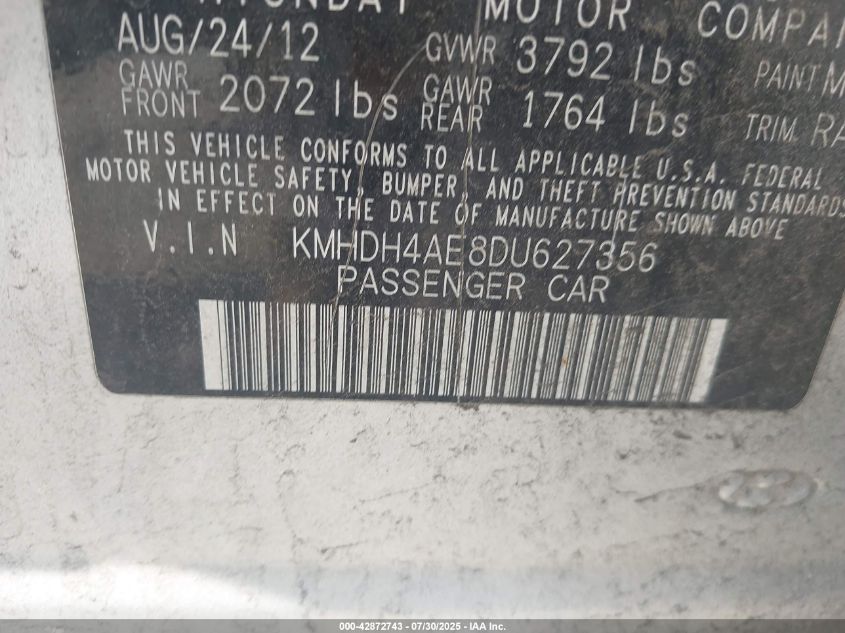 MOTOR COMPA
AUG/24/12 GVWR 3792 lbs PAINT M
GAWR FRONT 2072 lbs GAWR REAR 1764 lbs TRIM RA
THIS VEHICLE CONFORMS TO ALL APPLICABLE U.S.A. FEDERAL
MOTOR VEHICLE SAFETY, BUMPER, AND THEFT PREVENTION STANDARDS
IN EFFECT ON THE DATE OF MANUFACTURE SHOWN ABOVE
V.I.N KMHDH4AE8DU627356
PASSENGER CAR
000-42872743 / 07/30/2025 - IAA Inc.